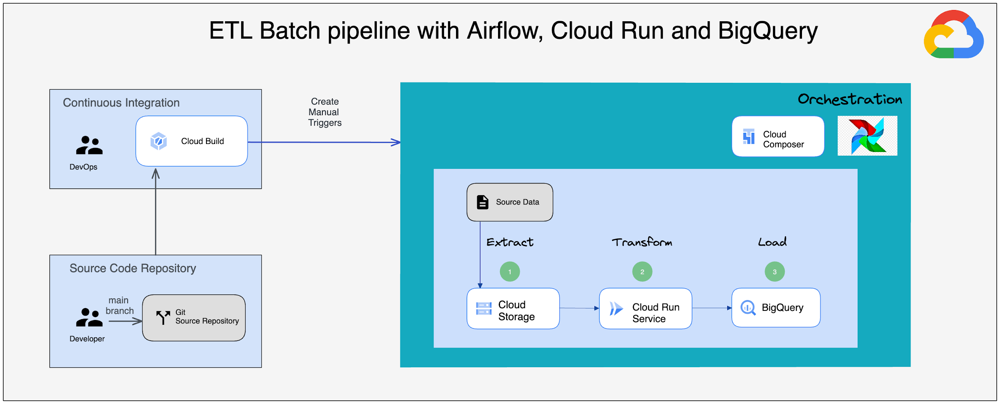 ETL Batch pipeline with Airflow, Cloud Run and BigQuery
Continuous Integration
Cloud Build
DevOps
Create
Manual
Triggers
Orchestration
Cloud
Composer
Source Data
Extract
Transform
Load
1
2
3
Cloud
Storage
Cloud Run
Service
BigQuery
Source Code Repository
main
branch
Git
Source Repository
Developer